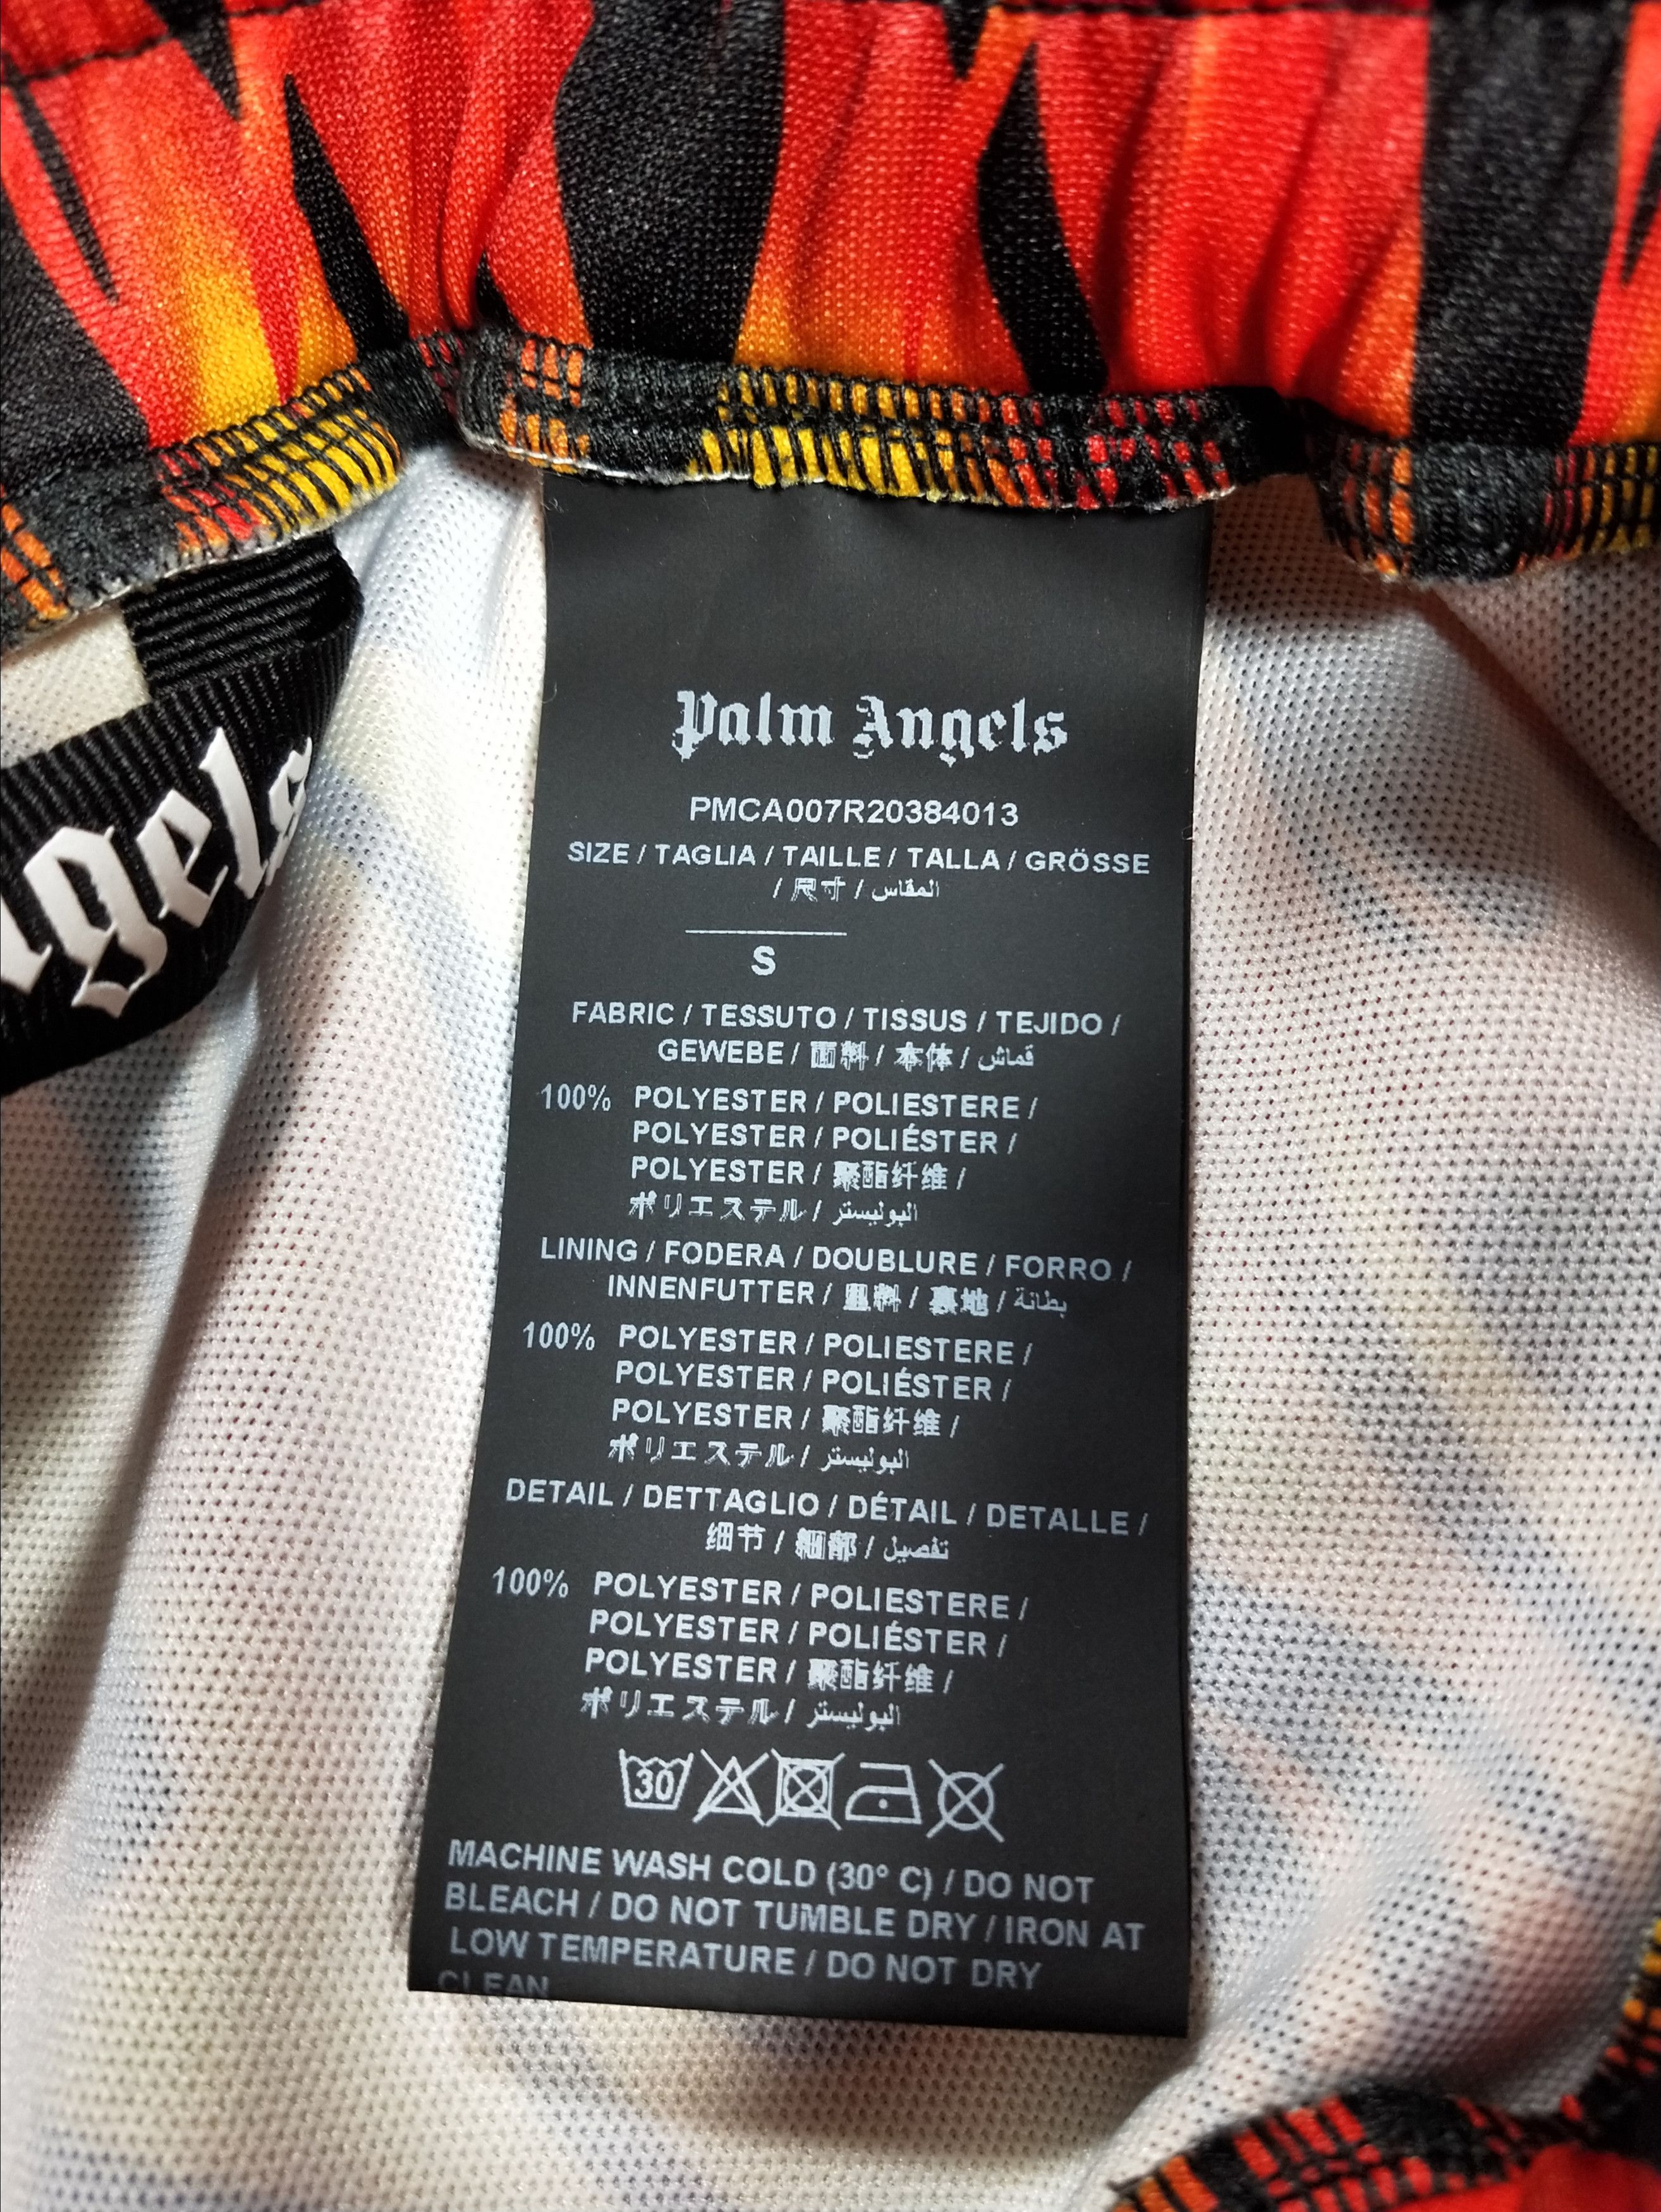 Palm Angels
PMCA007R20384013
SIZE / TAGLIA / TAILLE / TALLA / GRÖSSE
/ 尺寸 / المقاس
S
FABRIC / TESSUTO / TISSUS / TEJIDO /
GEWEBE / 面料 / 本体 / قماش
100% POLYESTER / POLIESTERE /
POLYESTER / POLIÉSTER /
POLYESTER / 聚酯纤维 /
ポリエステル / البوليستر
LINING / FODERA / DOUBLURE / FORRO /
INNENFUTTER / 里料 / 裏地 / بطانة
100% POLYESTER / POLIESTERE /
POLYESTER / POLIÉSTER /
POLYESTER / 聚酯纤维 /
ポリエステル / البوليستر
DETAIL / DETTAGLIO / DÉTAIL / DETALLE /
细节 / 細部 / تفصيل
100% POLYESTER / POLIESTERE /
POLYESTER / POLIÉSTER /
POLYESTER / 聚酯纤维 /
ポリエステル / البوليستر
30
MACHINE WASH COLD (30° C) / DO NOT
BLEACH / DO NOT TUMBLE DRY / IRON AT
LOW TEMPERATURE / DO NOT DRY
CLEAN
ngels